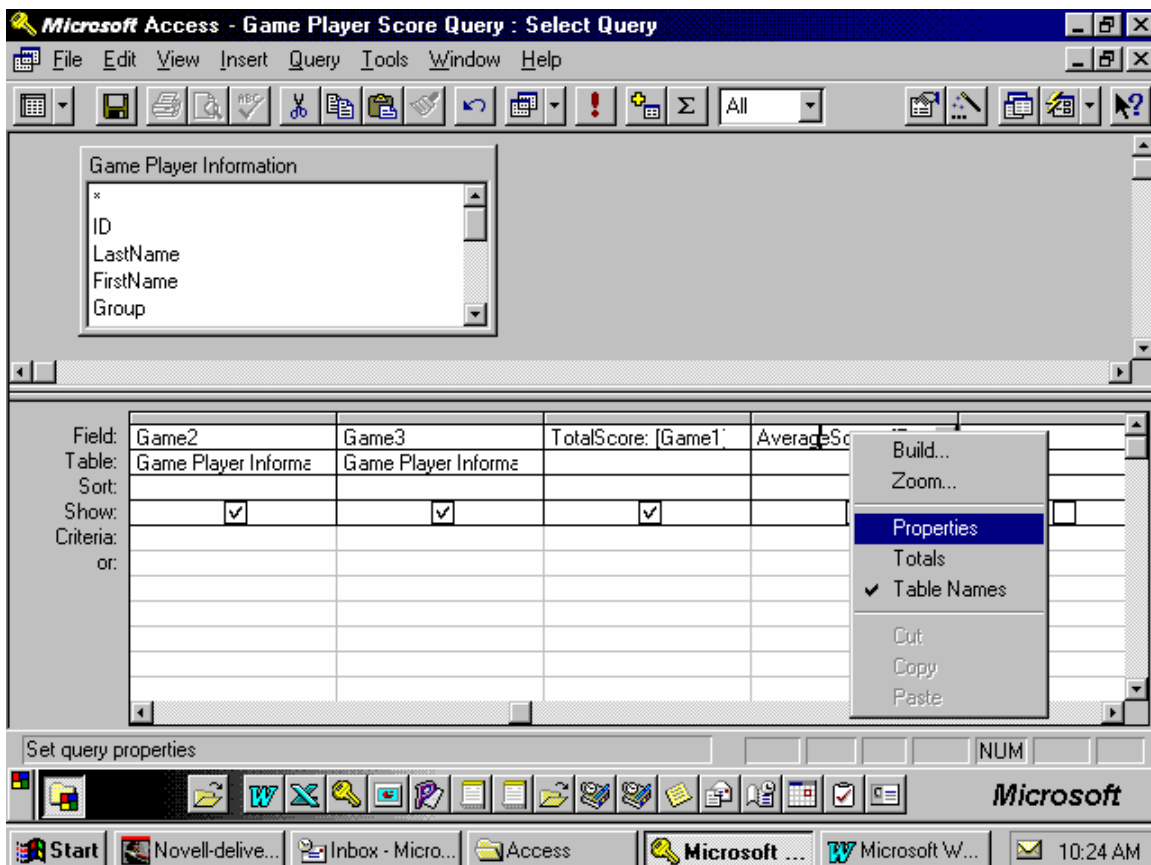 Microsoft Access - Game Player Score Query : Select Query
File Edit View Insert Query Tools Window Help
ABC All
Game Player Information
*
ID
LastName
FirstName
Group
Field: Game2 Game3 TotalScore: [Game1]
Table: Game Player Informa Game Player Informa
Sort:
Show:
Criteria:
or:
Build...
Zoom...
Properties
Totals
Table Names
Cut
Copy
Paste
Set query properties NUM
Microsoft
Start Novell-delive... Inbox - Micro... Access Microsoft ... Microsoft W... 10:24 AM